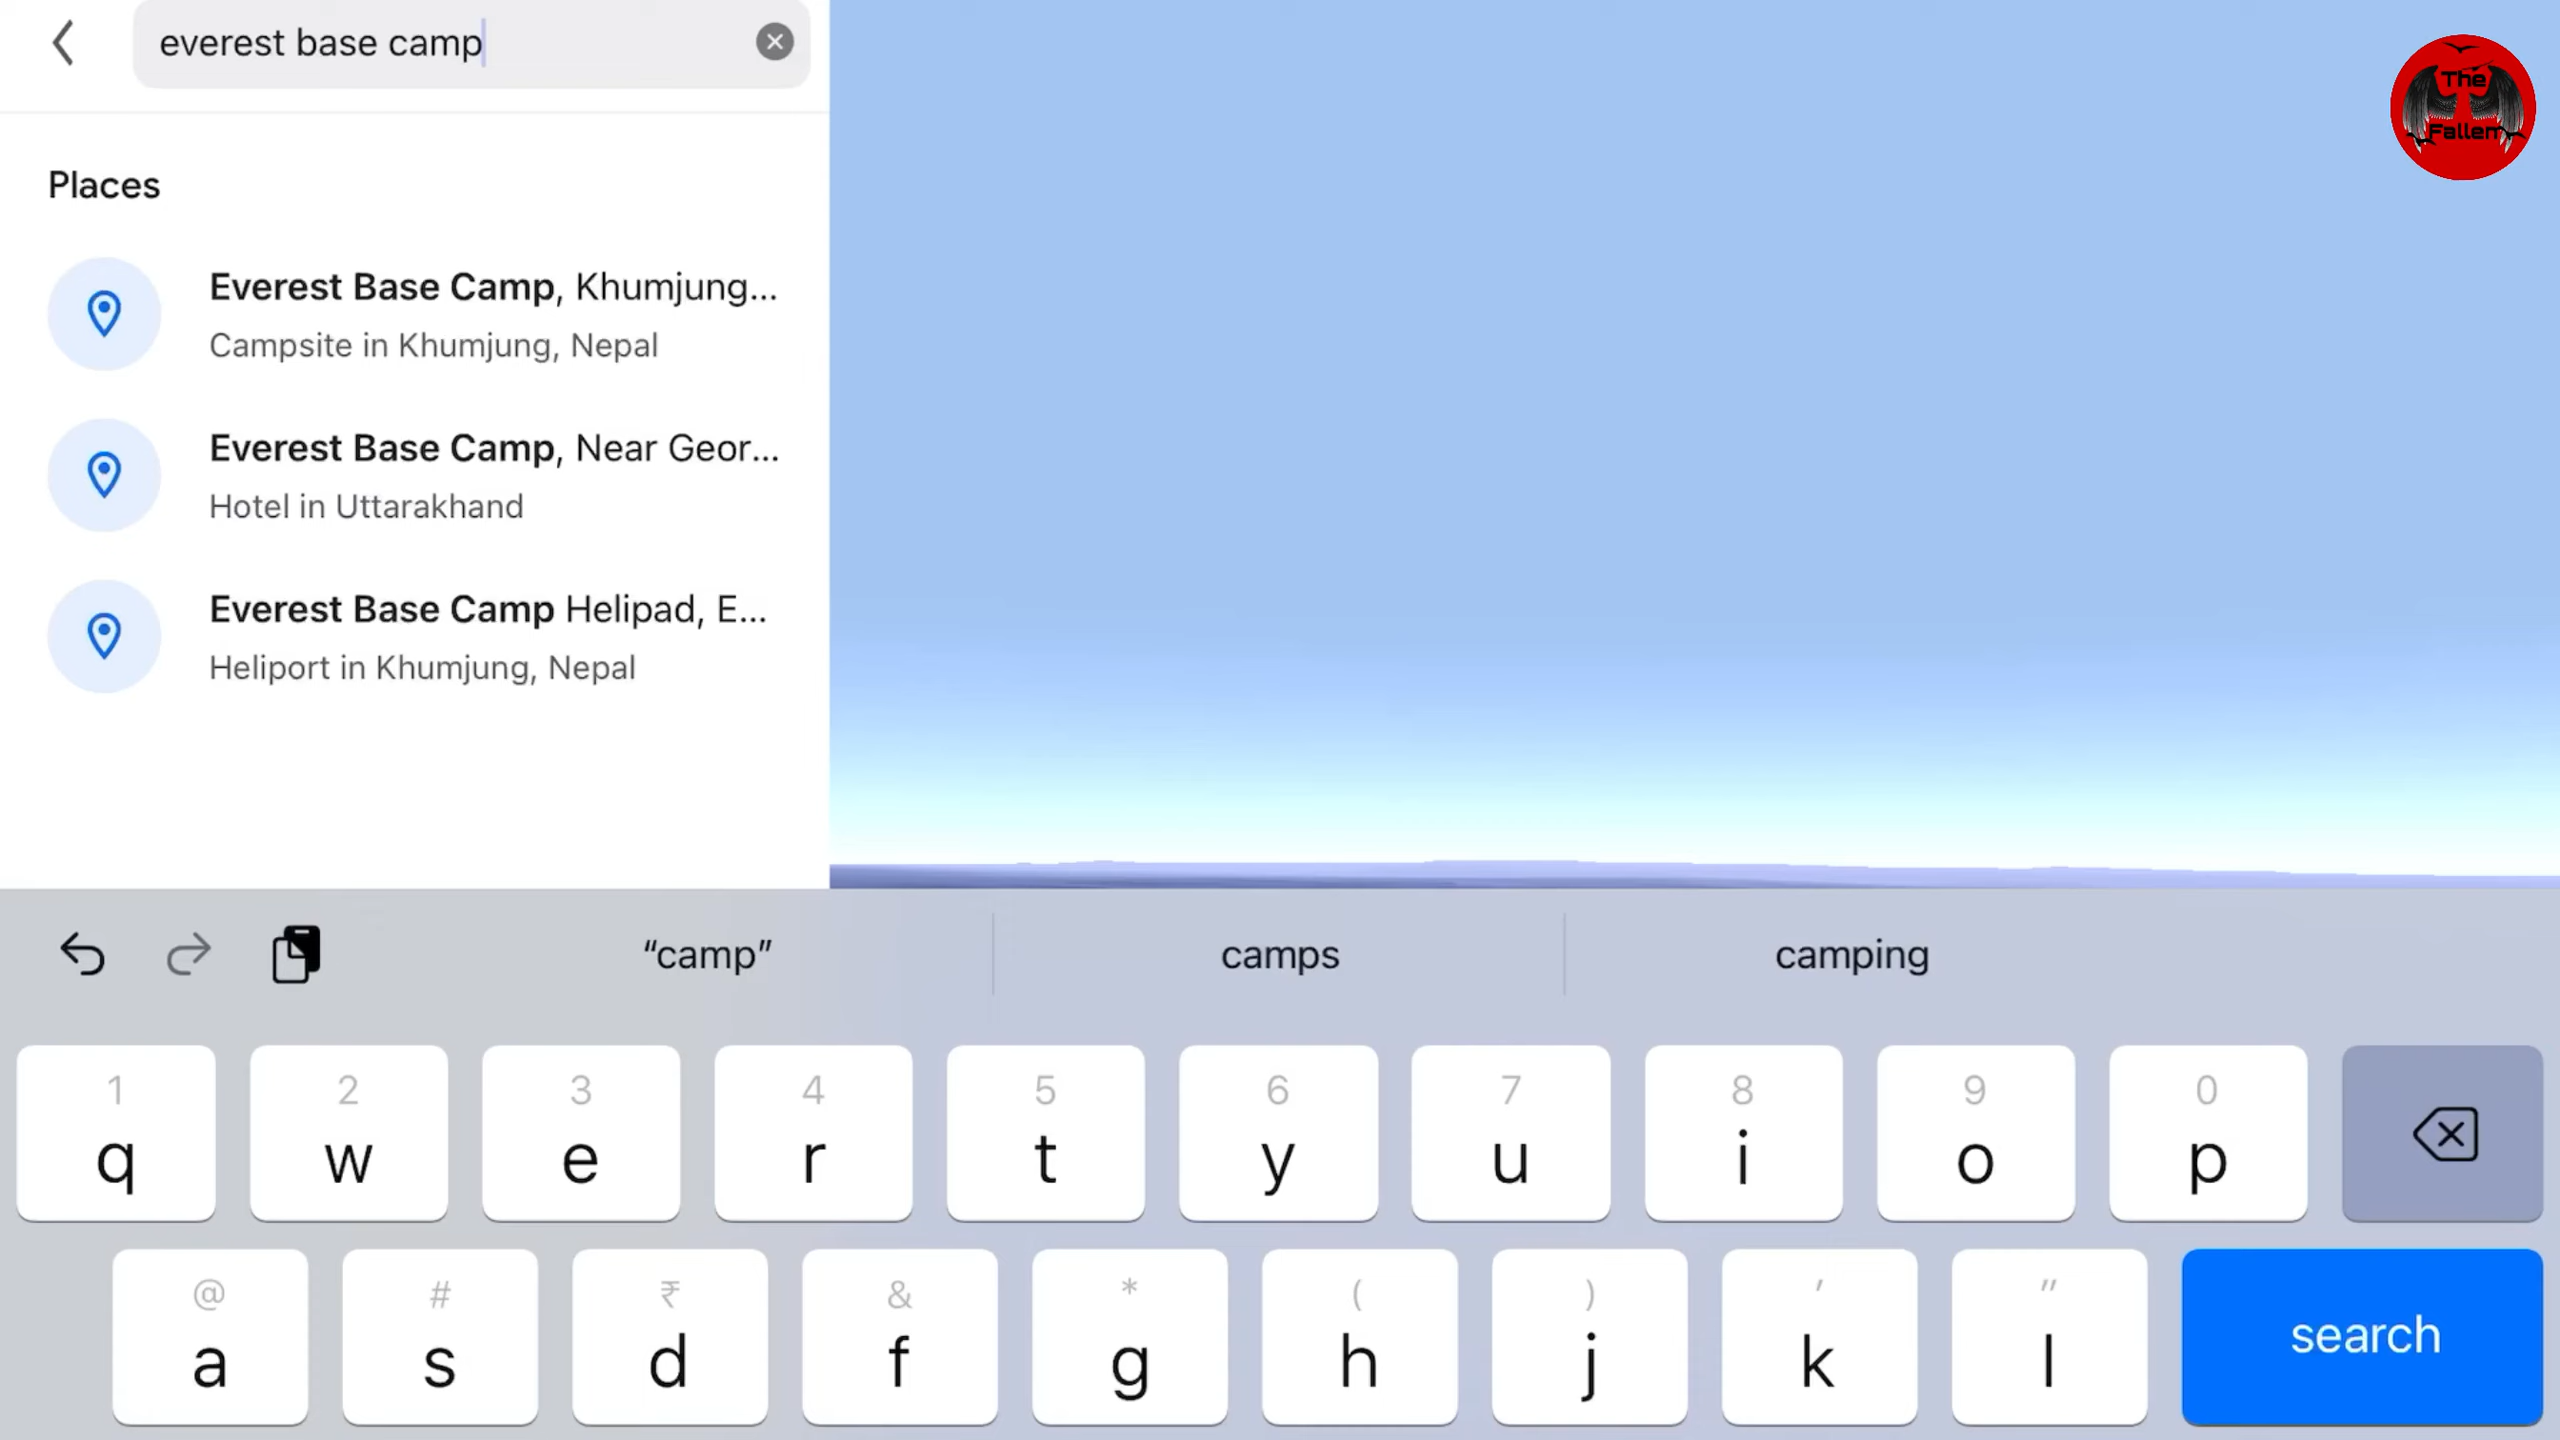 everest base camp
The
Fallen
Places
Everest Base Camp, Khumjung...
Campsite in Khumjung, Nepal
Everest Base Camp, Near Geor...
Hotel in Uttarakhand
Everest Base Camp Helipad, E...
Heliport in Khumjung, Nepal
“camp” camps camping
1 2 3 4 5 6 7 8 9 0
q w e r t y u i o p
@ # ₹ & * ( ) ' "
a s d f g h j k l search